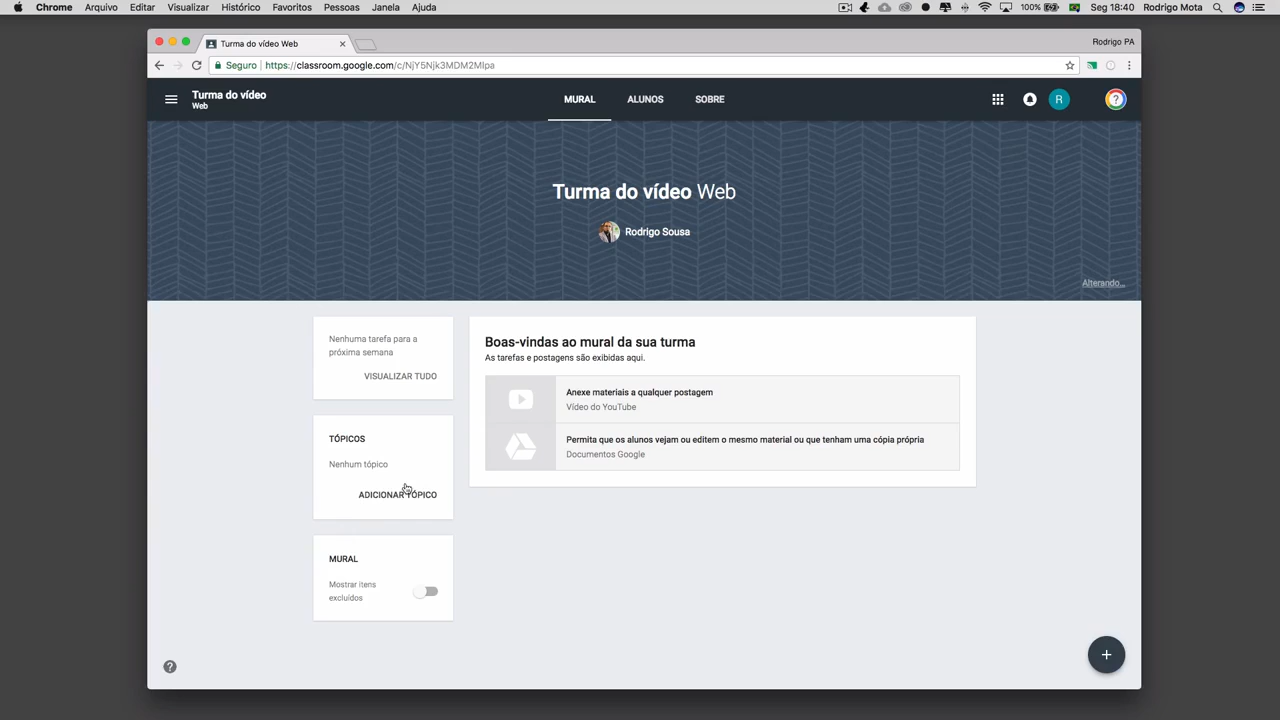 Chrome Arquivo Editar Visualizar Histórico Favoritos Pessoas Janela Ajuda 100% Seg 18:40 Rodrigo Mota
Turma do vídeo Web Rodrigo PA
Seguro https://classroom.google.com/c/NjY5Njk3MDM2Mlpa
Turma do vídeo
Web
MURAL ALUNOS SOBRE R ?
Turma do vídeo Web
Rodrigo Sousa
Alterando...
Nenhuma tarefa para a
próxima semana
VISUALIZAR TUDO
TÓPICOS
Nenhum tópico
ADICIONAR TÓPICO
MURAL
Mostrar itens
excluídos
Boas-vindas ao mural da sua turma
As tarefas e postagens são exibidas aqui.
Anexe materiais a qualquer postagem
Vídeo do YouTube
Permita que os alunos vejam ou editem o mesmo material ou que tenham uma cópia própria
Documentos Google
?
+